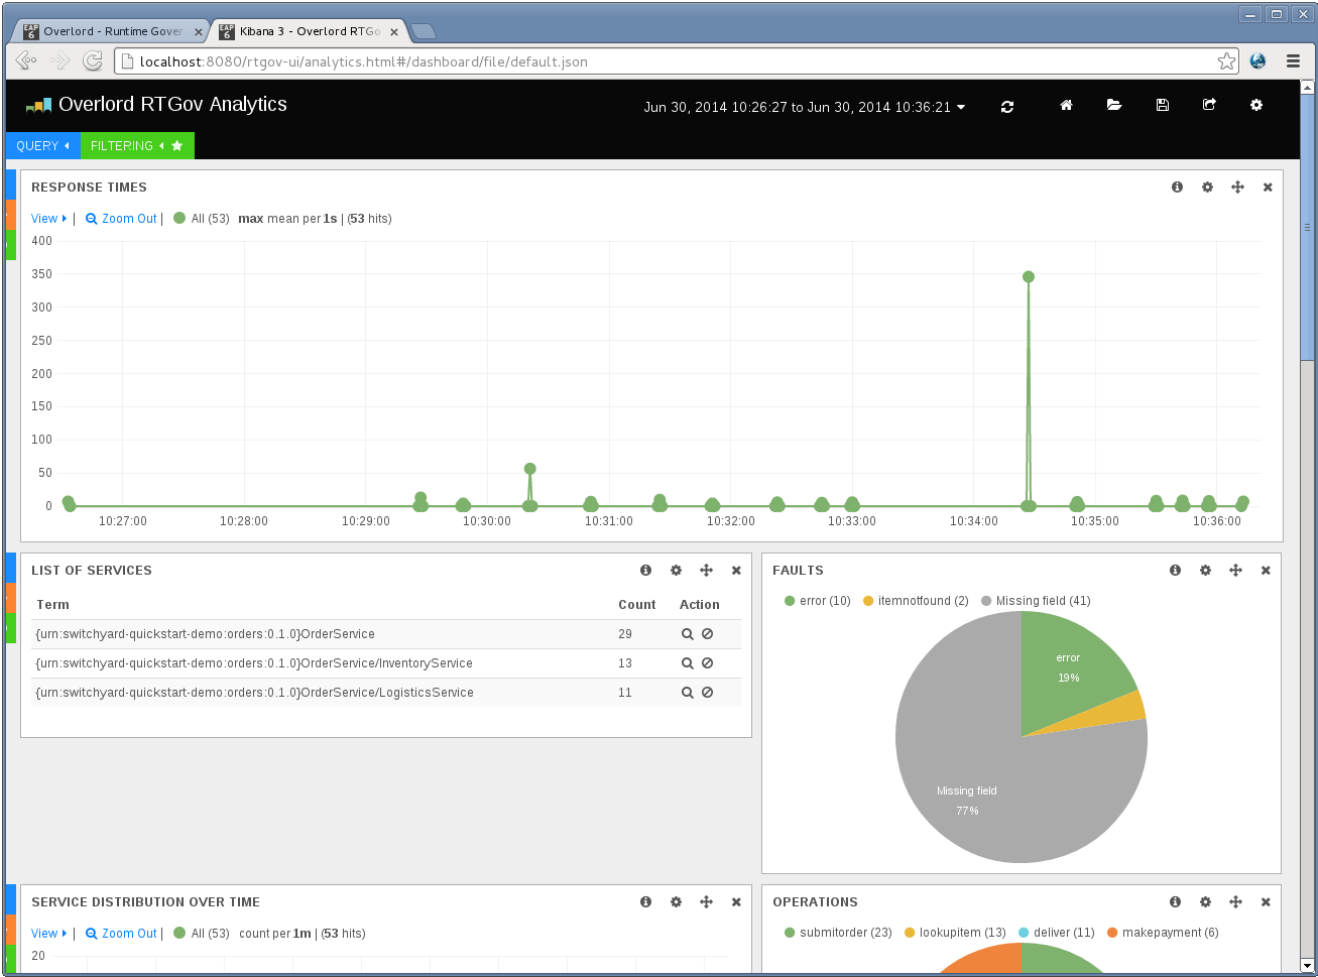 EAP 6 Overlord - Runtime Gover × EAP 6 Kibana 3 - Overlord RTGo ×
localhost:8080/rtgov-ui/analytics.html#/dashboard/file/default.json
Overlord RTGov Analytics Jun 30, 2014 10:26:27 to Jun 30, 2014 10:36:21
QUERY FILTERING
RESPONSE TIMES
View | Zoom Out | All (53) max mean per 1s | (53 hits)
400
350
300
250
200
150
100
50
0
10:27:00 10:28:00 10:29:00 10:30:00 10:31:00 10:32:00 10:33:00 10:34:00 10:35:00 10:36:00
LIST OF SERVICES
Term Count Action
{urn:switchyard-quickstart-demo:orders:0.1.0}OrderService 29
{urn:switchyard-quickstart-demo:orders:0.1.0}OrderService/InventoryService 13
{urn:switchyard-quickstart-demo:orders:0.1.0}OrderService/LogisticsService 11
FAULTS
error (10) itemnotfound (2) Missing field (41)
error
19%
Missing field
77%
SERVICE DISTRIBUTION OVER TIME
View | Zoom Out | All (53) count per 1m | (53 hits)
20
OPERATIONS
submitorder (23) lookupitem (13) deliver (11) makepayment (6)